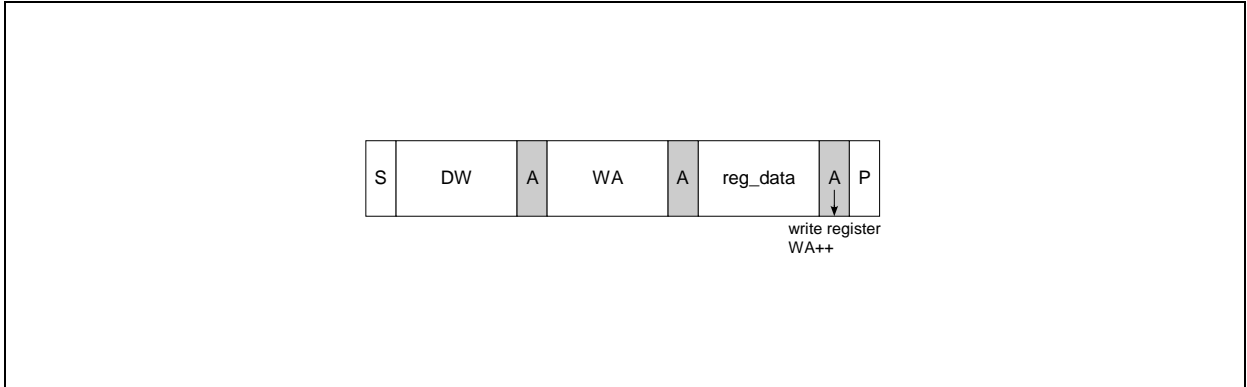 S DW A WA A reg_data A P
write register
WA++